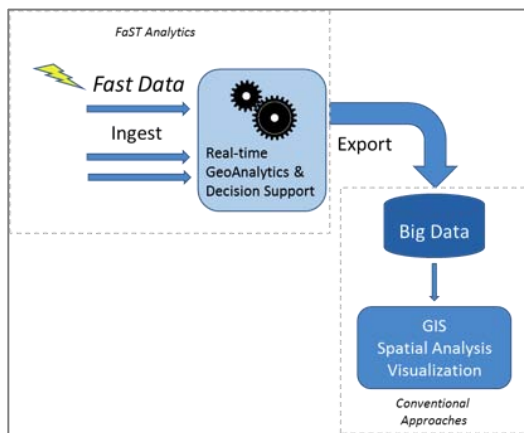 FaST Analytics
Fast Data
Ingest
Real-time
GeoAnalytics &
Decision Support
Export
Big Data
GIS
Spatial Analysis
Visualization
Conventional
Approaches